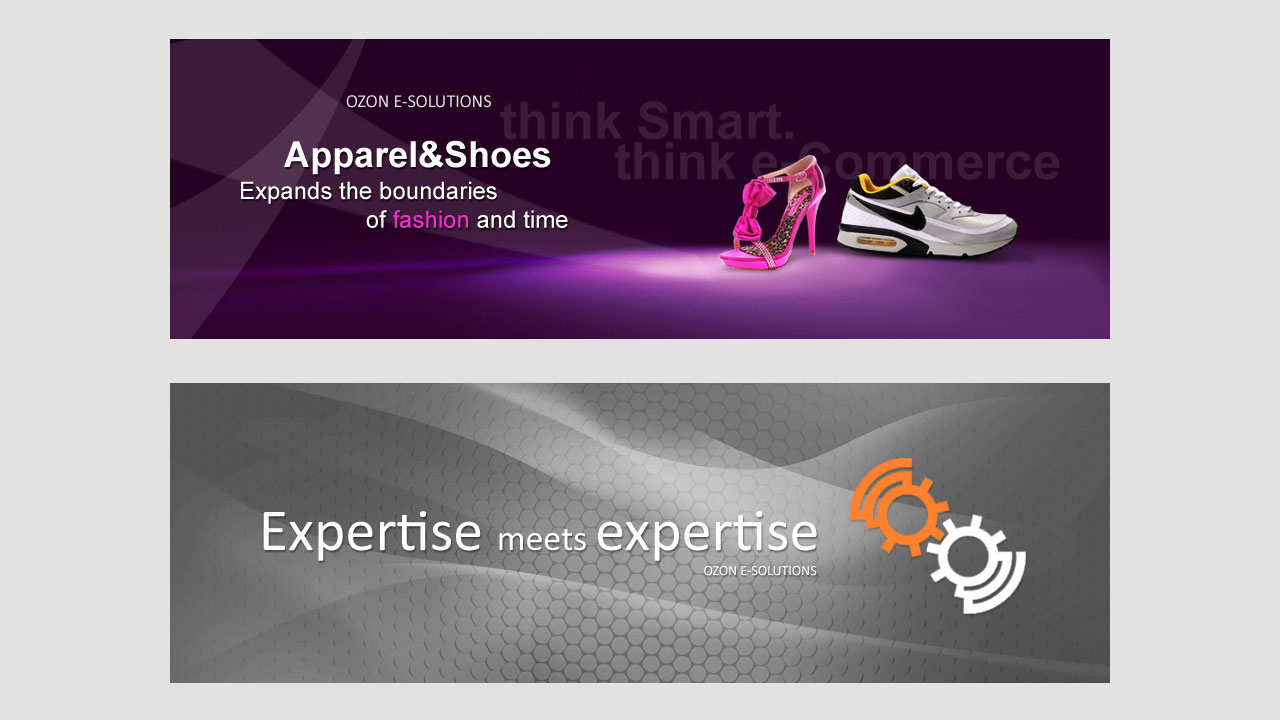 OZON E-SOLUTIONS
think Smart.
think e-Commerce
Apparel&Shoes
Expands the boundaries
of fashion and time
Expertise meets expertise
OZON E-SOLUTIONS